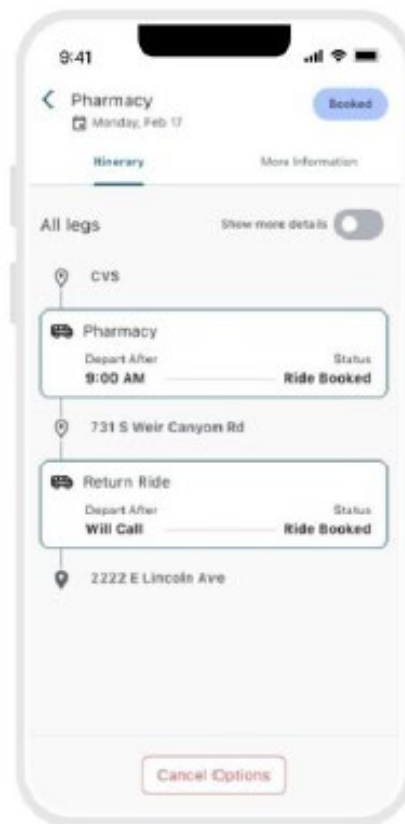 9:41
Pharmacy
Booked
Monday, Feb 17
Itinerary More Information
All legs Show more details
CVS
Pharmacy
Depart After Status
9:00 AM Ride Booked
731 S Weir Canyon Rd
Return Ride
Depart After Status
Will Call Ride Booked
2222 E Lincoln Ave
Cancel Options